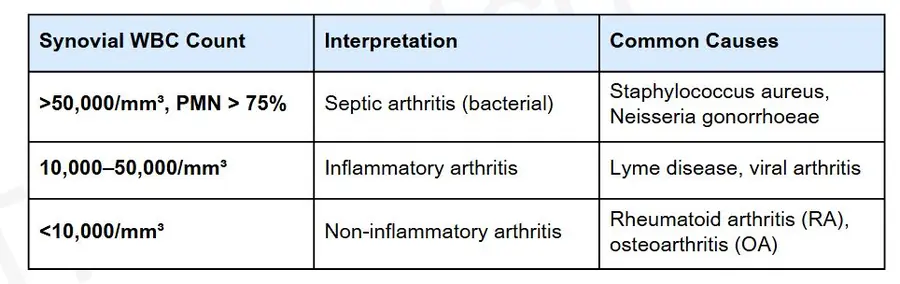 Synovial WBC Count Interpretation Common Causes
>50,000/mm³, PMN > 75% Septic arthritis (bacterial) Staphylococcus aureus,
Neisseria gonorrhoeae
10,000–50,000/mm³ Inflammatory arthritis Lyme disease, viral arthritis
<10,000/mm³ Non-inflammatory arthritis Rheumatoid arthritis (RA),
osteoarthritis (OA)